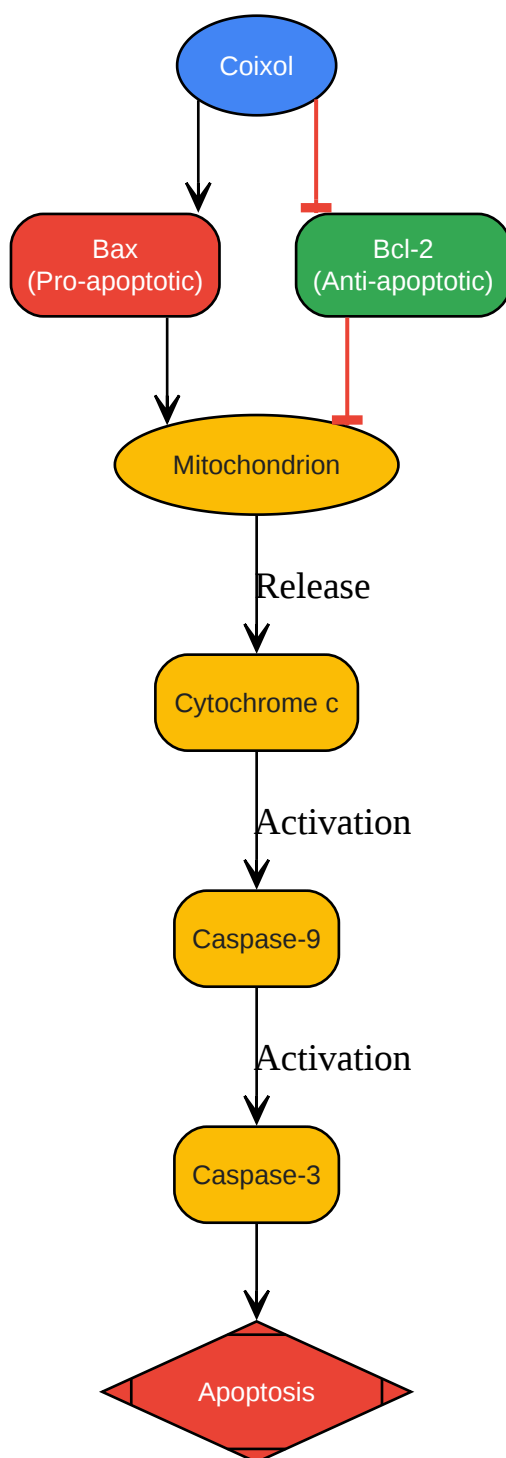 Coixol
Bax
(Pro-apoptotic)
Bcl-2
(Anti-apoptotic)
Mitochondrion
Release
Cytochrome c
Activation
Caspase-9
Activation
Caspase-3
Apoptosis